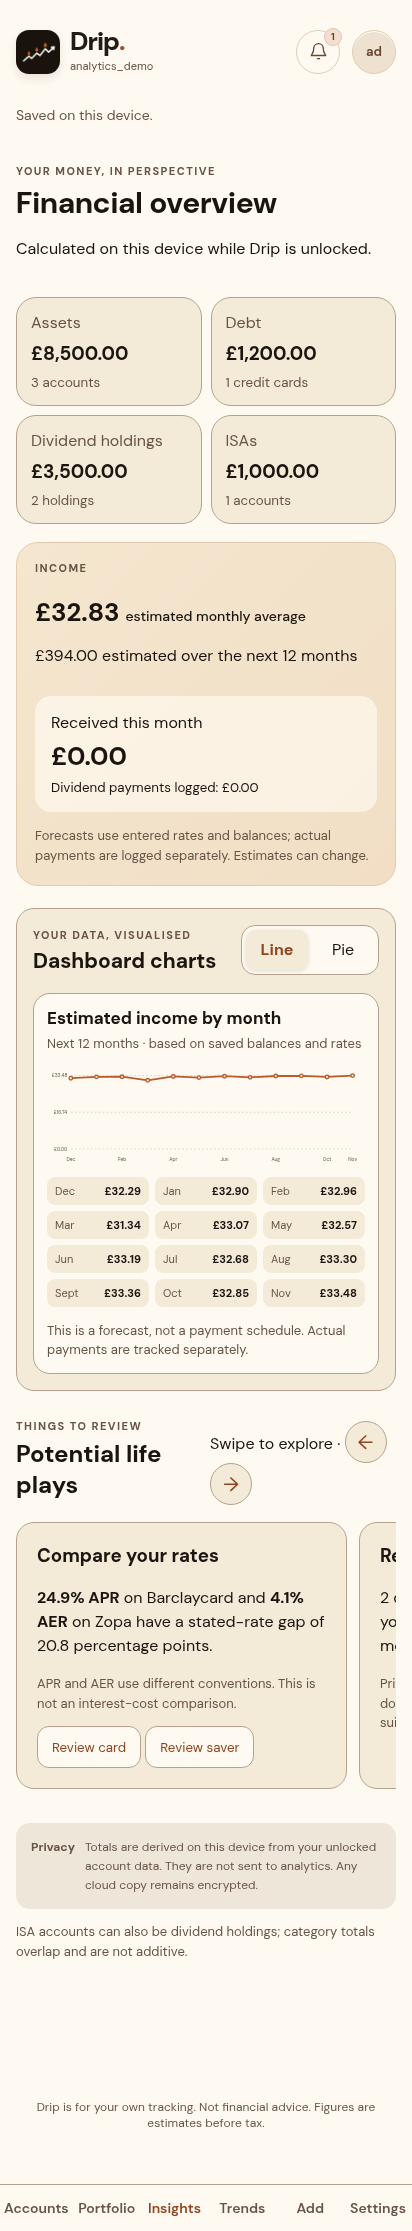 Drip.
analytics_demo
1
ad
Saved on this device.
YOUR MONEY, IN PERSPECTIVE
Financial overview
Calculated on this device while Drip is unlocked.
Assets
£8,500.00
3 accounts
Debt
£1,200.00
1 credit cards
Dividend holdings
£3,500.00
2 holdings
ISAs
£1,000.00
1 accounts
INCOME
£32.83 estimated monthly average
£394.00 estimated over the next 12 months
Received this month
£0.00
Dividend payments logged: £0.00
Forecasts use entered rates and balances; actual
payments are logged separately. Estimates can change.
YOUR DATA, VISUALISED
Dashboard charts
Line
Pie
Estimated income by month
Next 12 months · based on saved balances and rates
£33.48
£16.74
£0.00
Dec Feb Apr Jun Aug Oct Nov
Dec £32.29
Jan £32.90
Feb £32.96
Mar £31.34
Apr £33.07
May £32.57
Jun £33.19
Jul £32.68
Aug £33.30
Sept £33.36
Oct £32.85
Nov £33.48
This is a forecast, not a payment schedule. Actual
payments are tracked separately.
THINGS TO REVIEW
Potential life
plays
Swipe to explore ·
Compare your rates
24.9% APR on Barclaycard and 4.1%
AER on Zopa have a stated-rate gap of
20.8 percentage points.
APR and AER use different conventions. This is
not an interest-cost comparison.
Review card
Review saver
Privacy
Totals are derived on this device from your unlocked
account data. They are not sent to analytics. Any
cloud copy remains encrypted.
ISA accounts can also be dividend holdings; category totals
overlap and are not additive.
Drip is for your own tracking. Not financial advice. Figures are
estimates before tax.
Accounts Portfolio Insights Trends Add Settings